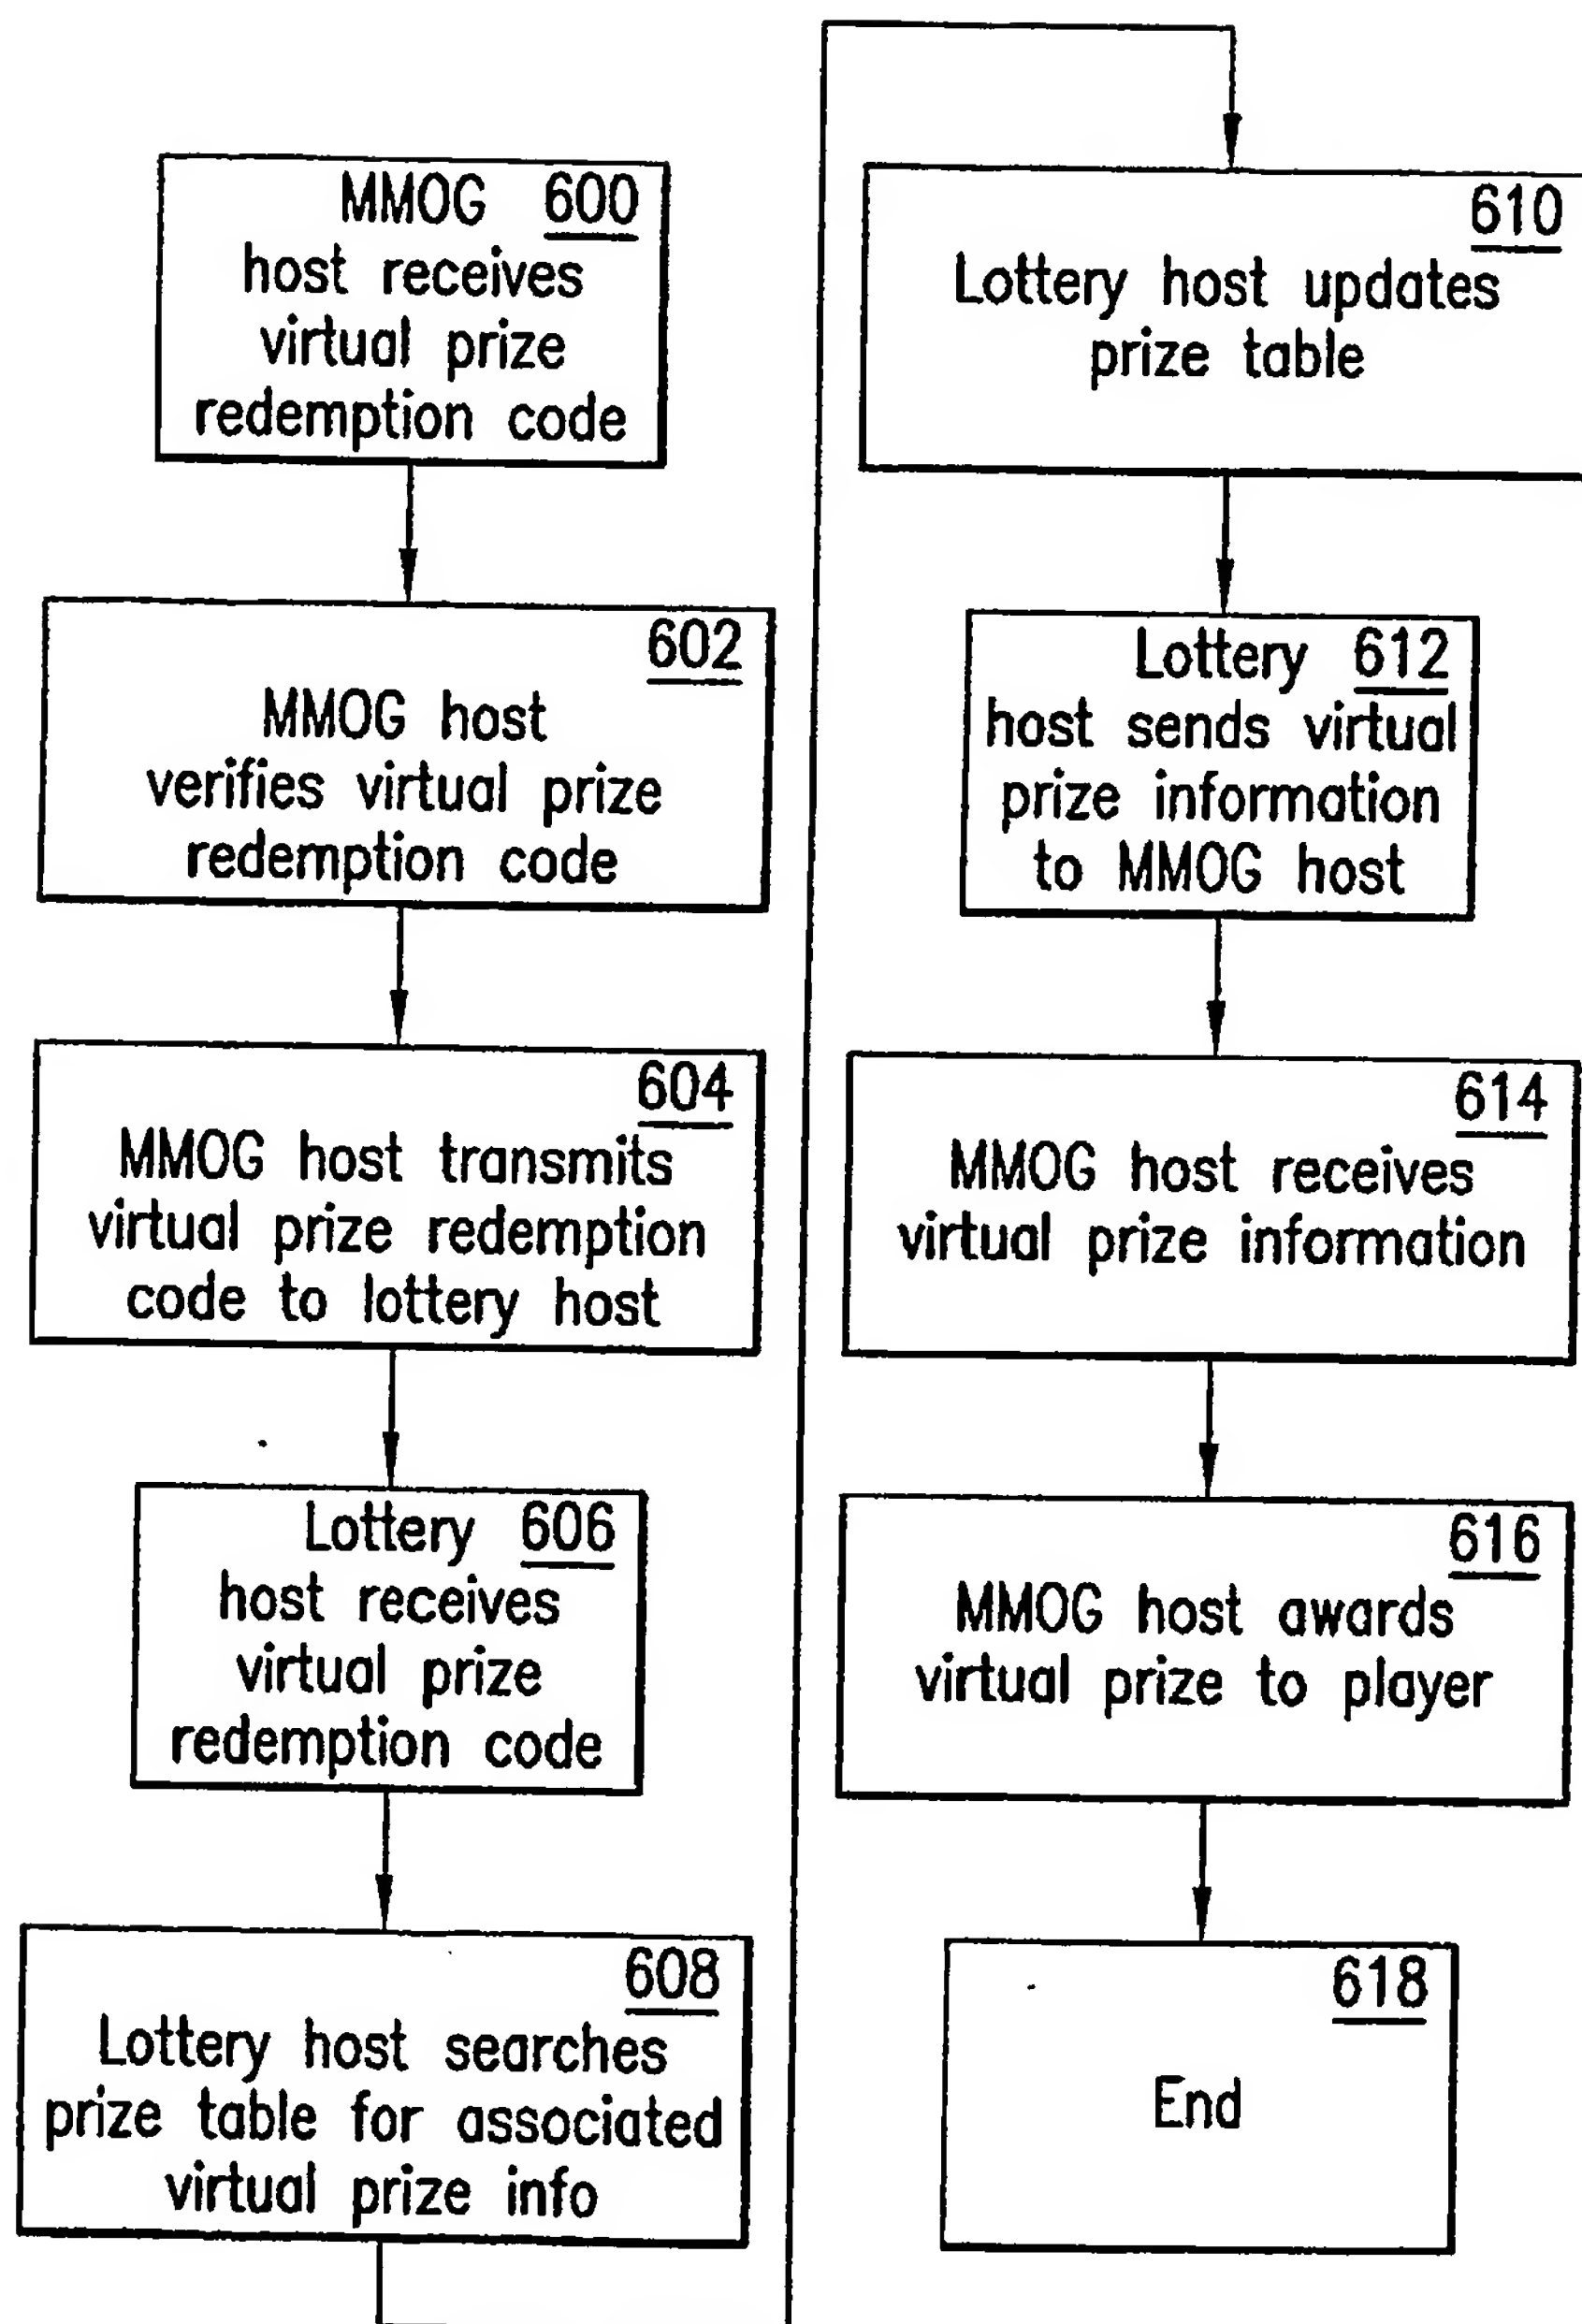 MMOG 600
host receives
virtual prize
redemption code
602
MMOG host
verifies virtual prize
redemption code
604
MMOG host transmits
virtual prize redemption
code to lottery host
Lottery 606
host receives
virtual prize
redemption code
608
Lottery host searches
prize table for associated
virtual prize info
610
Lottery host updates
prize table
Lottery 612
host sends virtual
prize information
to MMOG host
614
MMOG host receives
virtual prize information
616
MMOG host awards
virtual prize to player
618
End